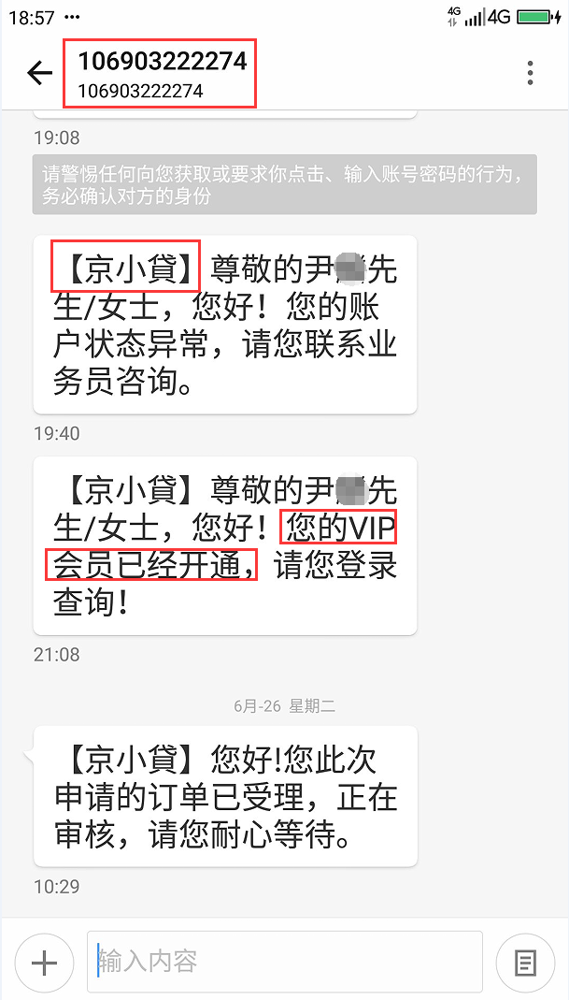 18:57 ···
4G
4G
106903222274
106903222274
19:08
请警惕任何向您获取或要求你点击、输入账号密码的行为，
务必确认对方的身份
【京小貸】尊敬的尹先
生/女士，您好！您的账
户状态异常，请您联系业
务员咨询。
19:40
【京小貸】尊敬的尹先
生/女士，您好！您的VIP
会员已经开通，请您登录
查询！
21:08
6月-26 星期二
【京小貸】您好!您此次
申请的订单已受理，正在
审核，请您耐心等待。
10:29
输入内容